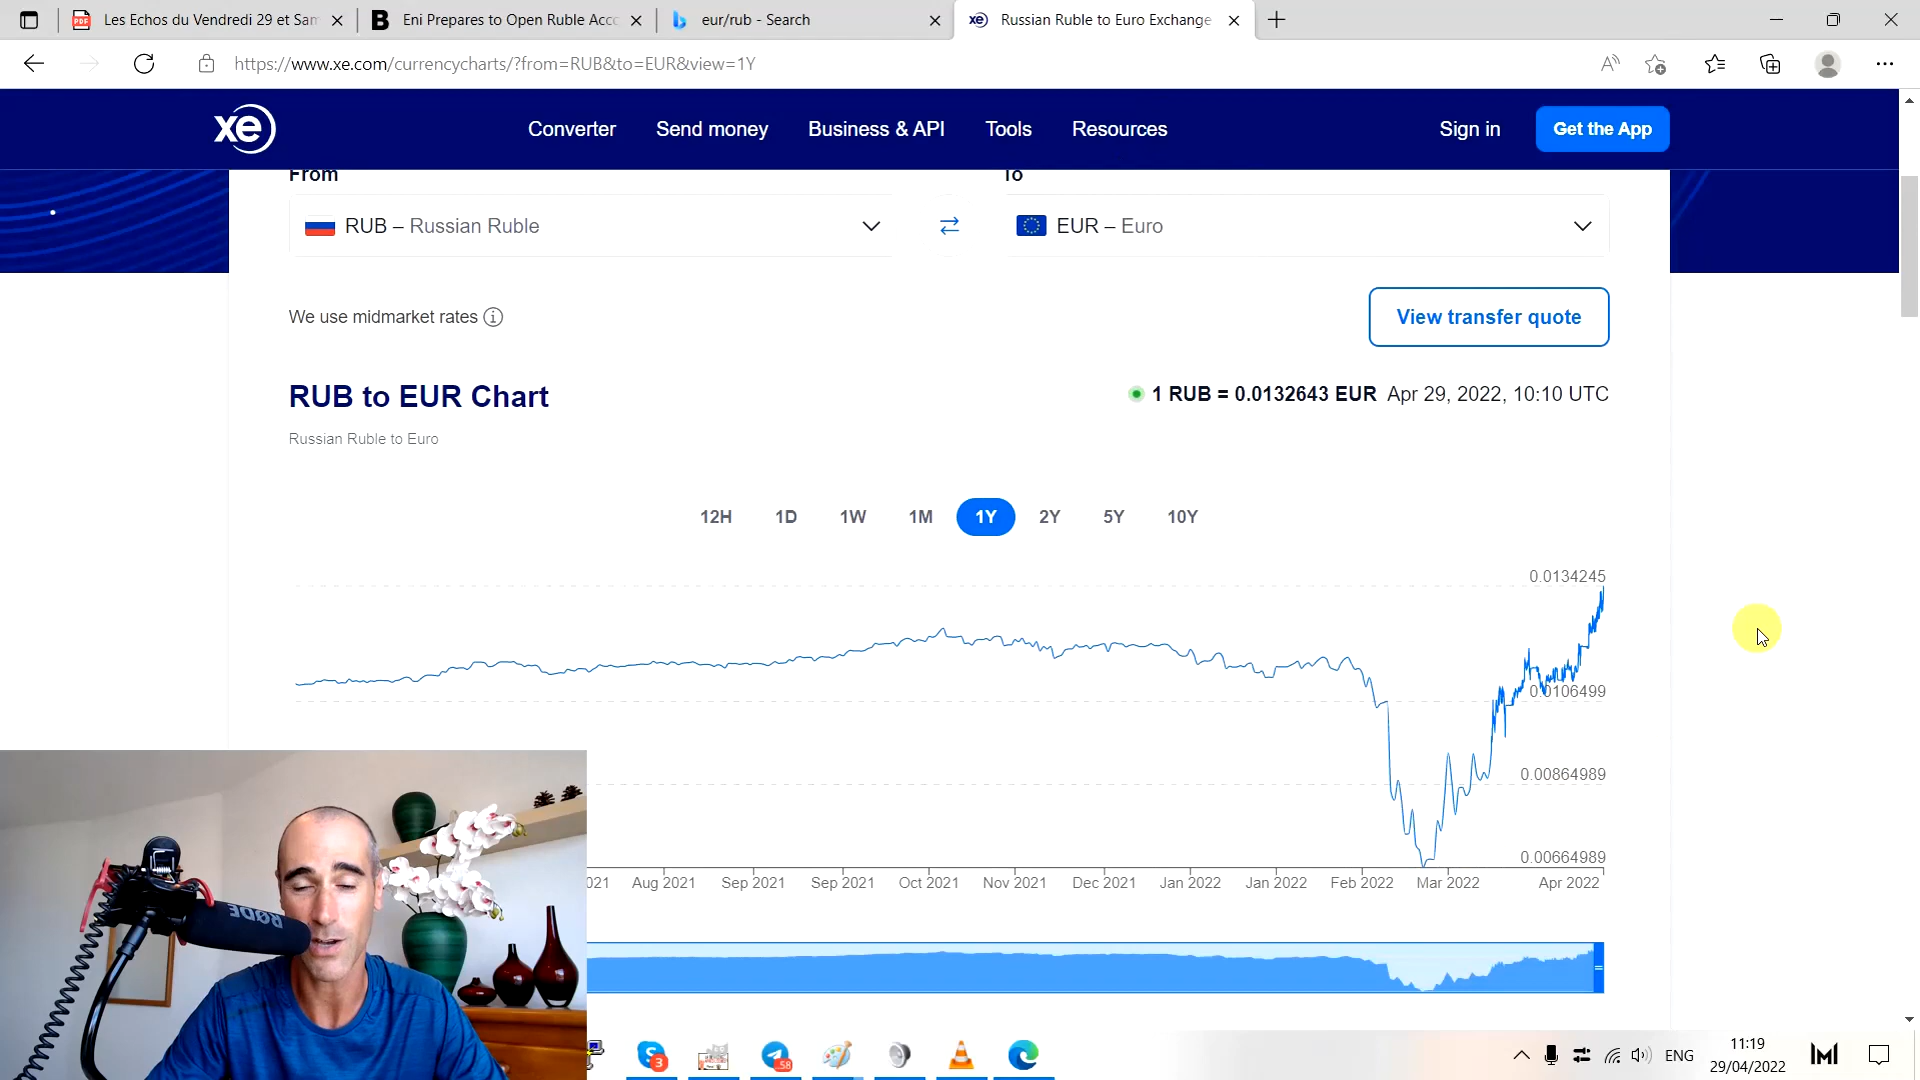 Les Echos du Vendredi 29 et Sam
Eni Prepares to Open Ruble Acco
eur/rub - Search
Russian Ruble to Euro Exchange
https://www.xe.com/currencycharts/?from=RUB&to=EUR&view=1Y
xe
Converter
Send money
Business & API
Tools
Resources
Sign in
Get the App
From
To
RUB – Russian Ruble
EUR – Euro
We use midmarket rates
View transfer quote
RUB to EUR Chart
1 RUB = 0.0132643 EUR Apr 29, 2022, 10:10 UTC
Russian Ruble to Euro
12H 1D 1W 1M 1Y 2Y 5Y 10Y
0.0134245
0.0106499
0.00864989
0.00664989
021 Aug 2021 Sep 2021 Sep 2021 Oct 2021 Nov 2021 Dec 2021 Jan 2022 Jan 2022 Feb 2022 Mar 2022 Apr 2022
RØDE
3
58
ENG
11:19
29/04/2022